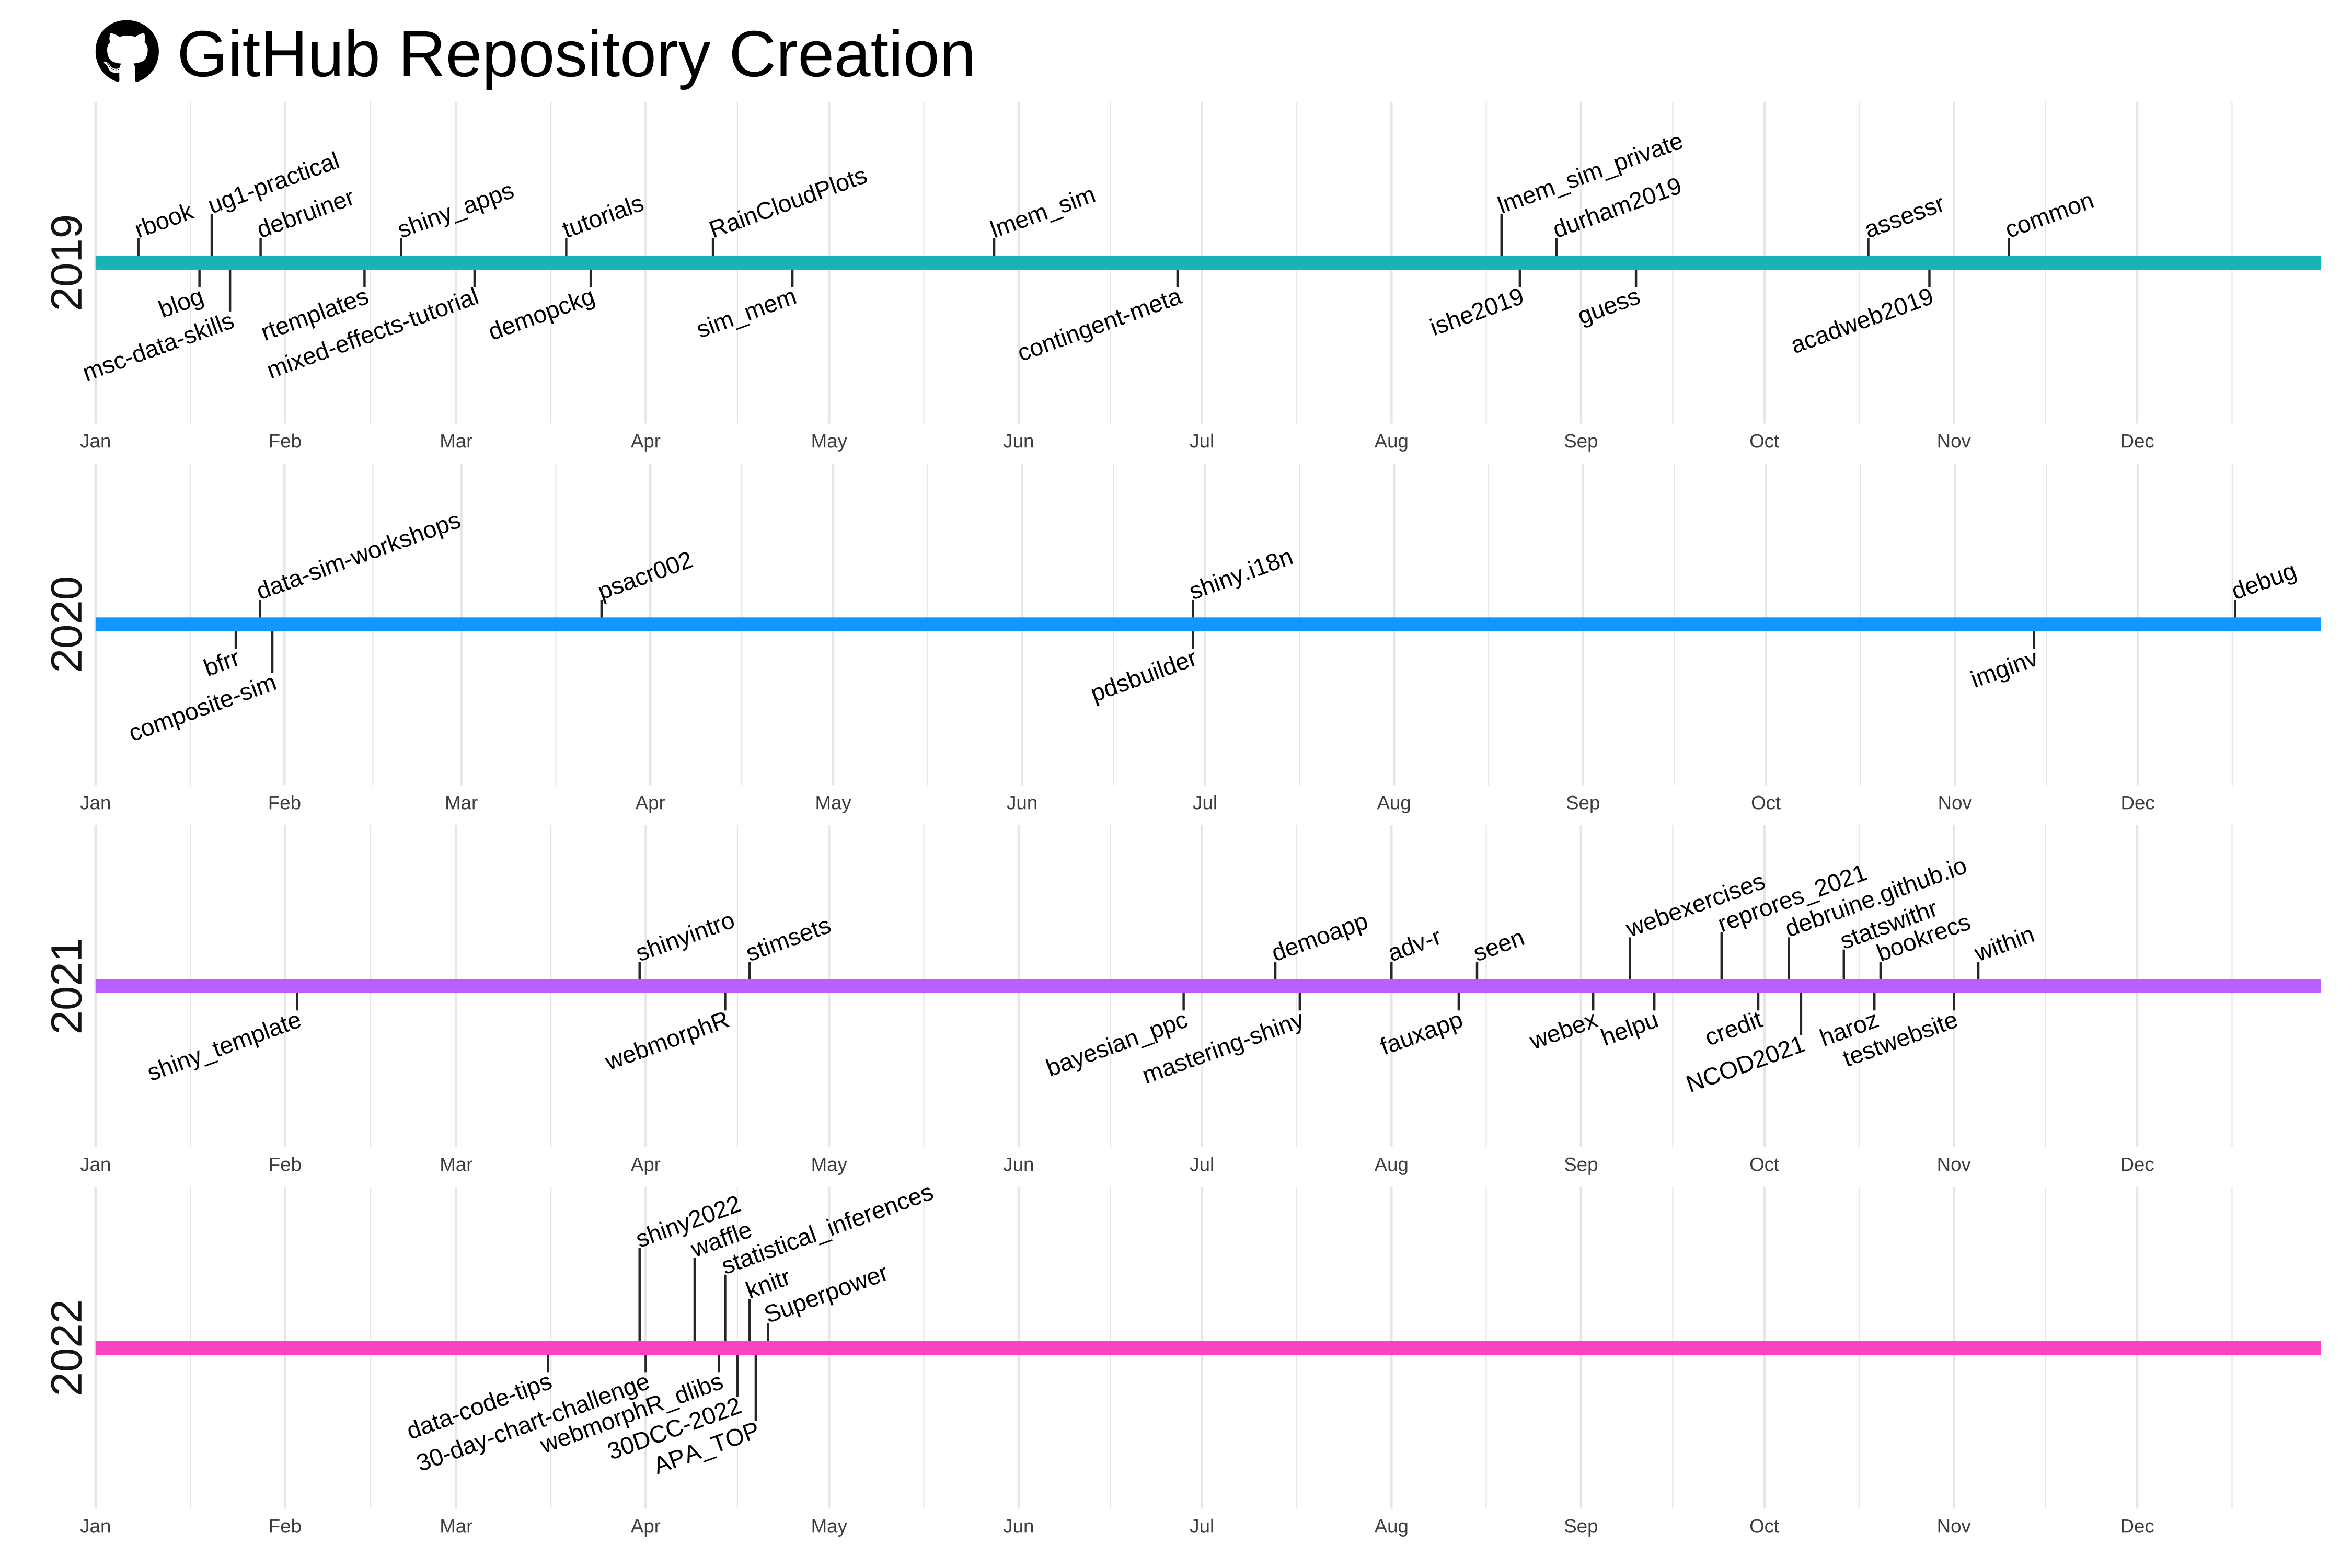 GitHub Repository Creation
2019
rbook
ug1-practical
debruiner
shiny_apps
tutorials
RainCloudPlots
lmem_sim
lmem_sim_private
durham2019
assessr
common
blog
msc-data-skills
rtemplates
mixed-effects-tutorial
demopckg
sim_mem
contingent-meta
ishe2019
guess
acadweb2019
Jan Feb Mar Apr May Jun Jul Aug Sep Oct Nov Dec
2020
data-sim-workshops
psacr002
shiny.i18n
debug
bfrr
composite-sim
pdsbuilder
imginv
Jan Feb Mar Apr May Jun Jul Aug Sep Oct Nov Dec
2021
shinyintro
stimsets
demoapp
adv-r
seen
webexercises
reprores_2021
debruine.github.io
statswithr
bookrecs
within
shiny_template
webmorphR
bayesian_ppc
mastering-shiny
fauxapp
webex
helpu
credit
NCOD2021
haroz
testwebsite
Jan Feb Mar Apr May Jun Jul Aug Sep Oct Nov Dec
2022
shiny2022
waffle
statistical_inferences
knitr
Superpower
data-code-tips
30-day-chart-challenge
webmorphR_dlibs
30DCC-2022
APA_TOP
Jan Feb Mar Apr May Jun Jul Aug Sep Oct Nov Dec